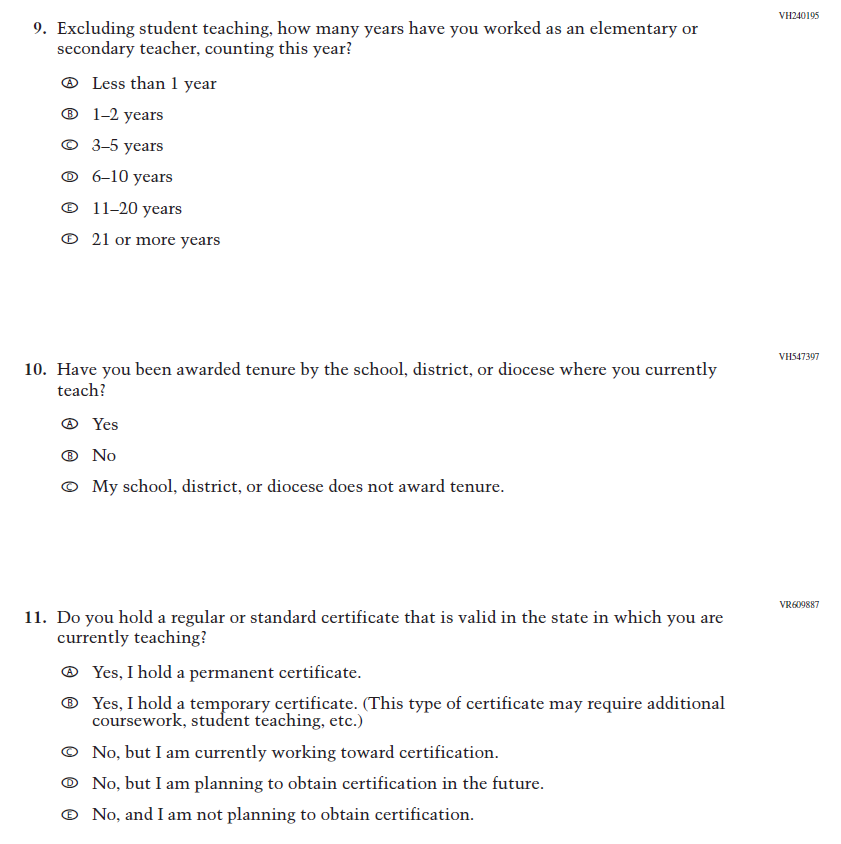 VH240195
9. Excluding student teaching, how many years have you worked as an elementary or
secondary teacher, counting this year?
A Less than 1 year
B 1–2 years
C 3–5 years
D 6–10 years
E 11–20 years
F 21 or more years
VH547397
10. Have you been awarded tenure by the school, district, or diocese where you currently
teach?
A Yes
B No
C My school, district, or diocese does not award tenure.
VR609887
11. Do you hold a regular or standard certificate that is valid in the state in which you are
currently teaching?
A Yes, I hold a permanent certificate.
B Yes, I hold a temporary certificate. (This type of certificate may require additional
coursework, student teaching, etc.)
C No, but I am currently working toward certification.
D No, but I am planning to obtain certification in the future.
E No, and I am not planning to obtain certification.